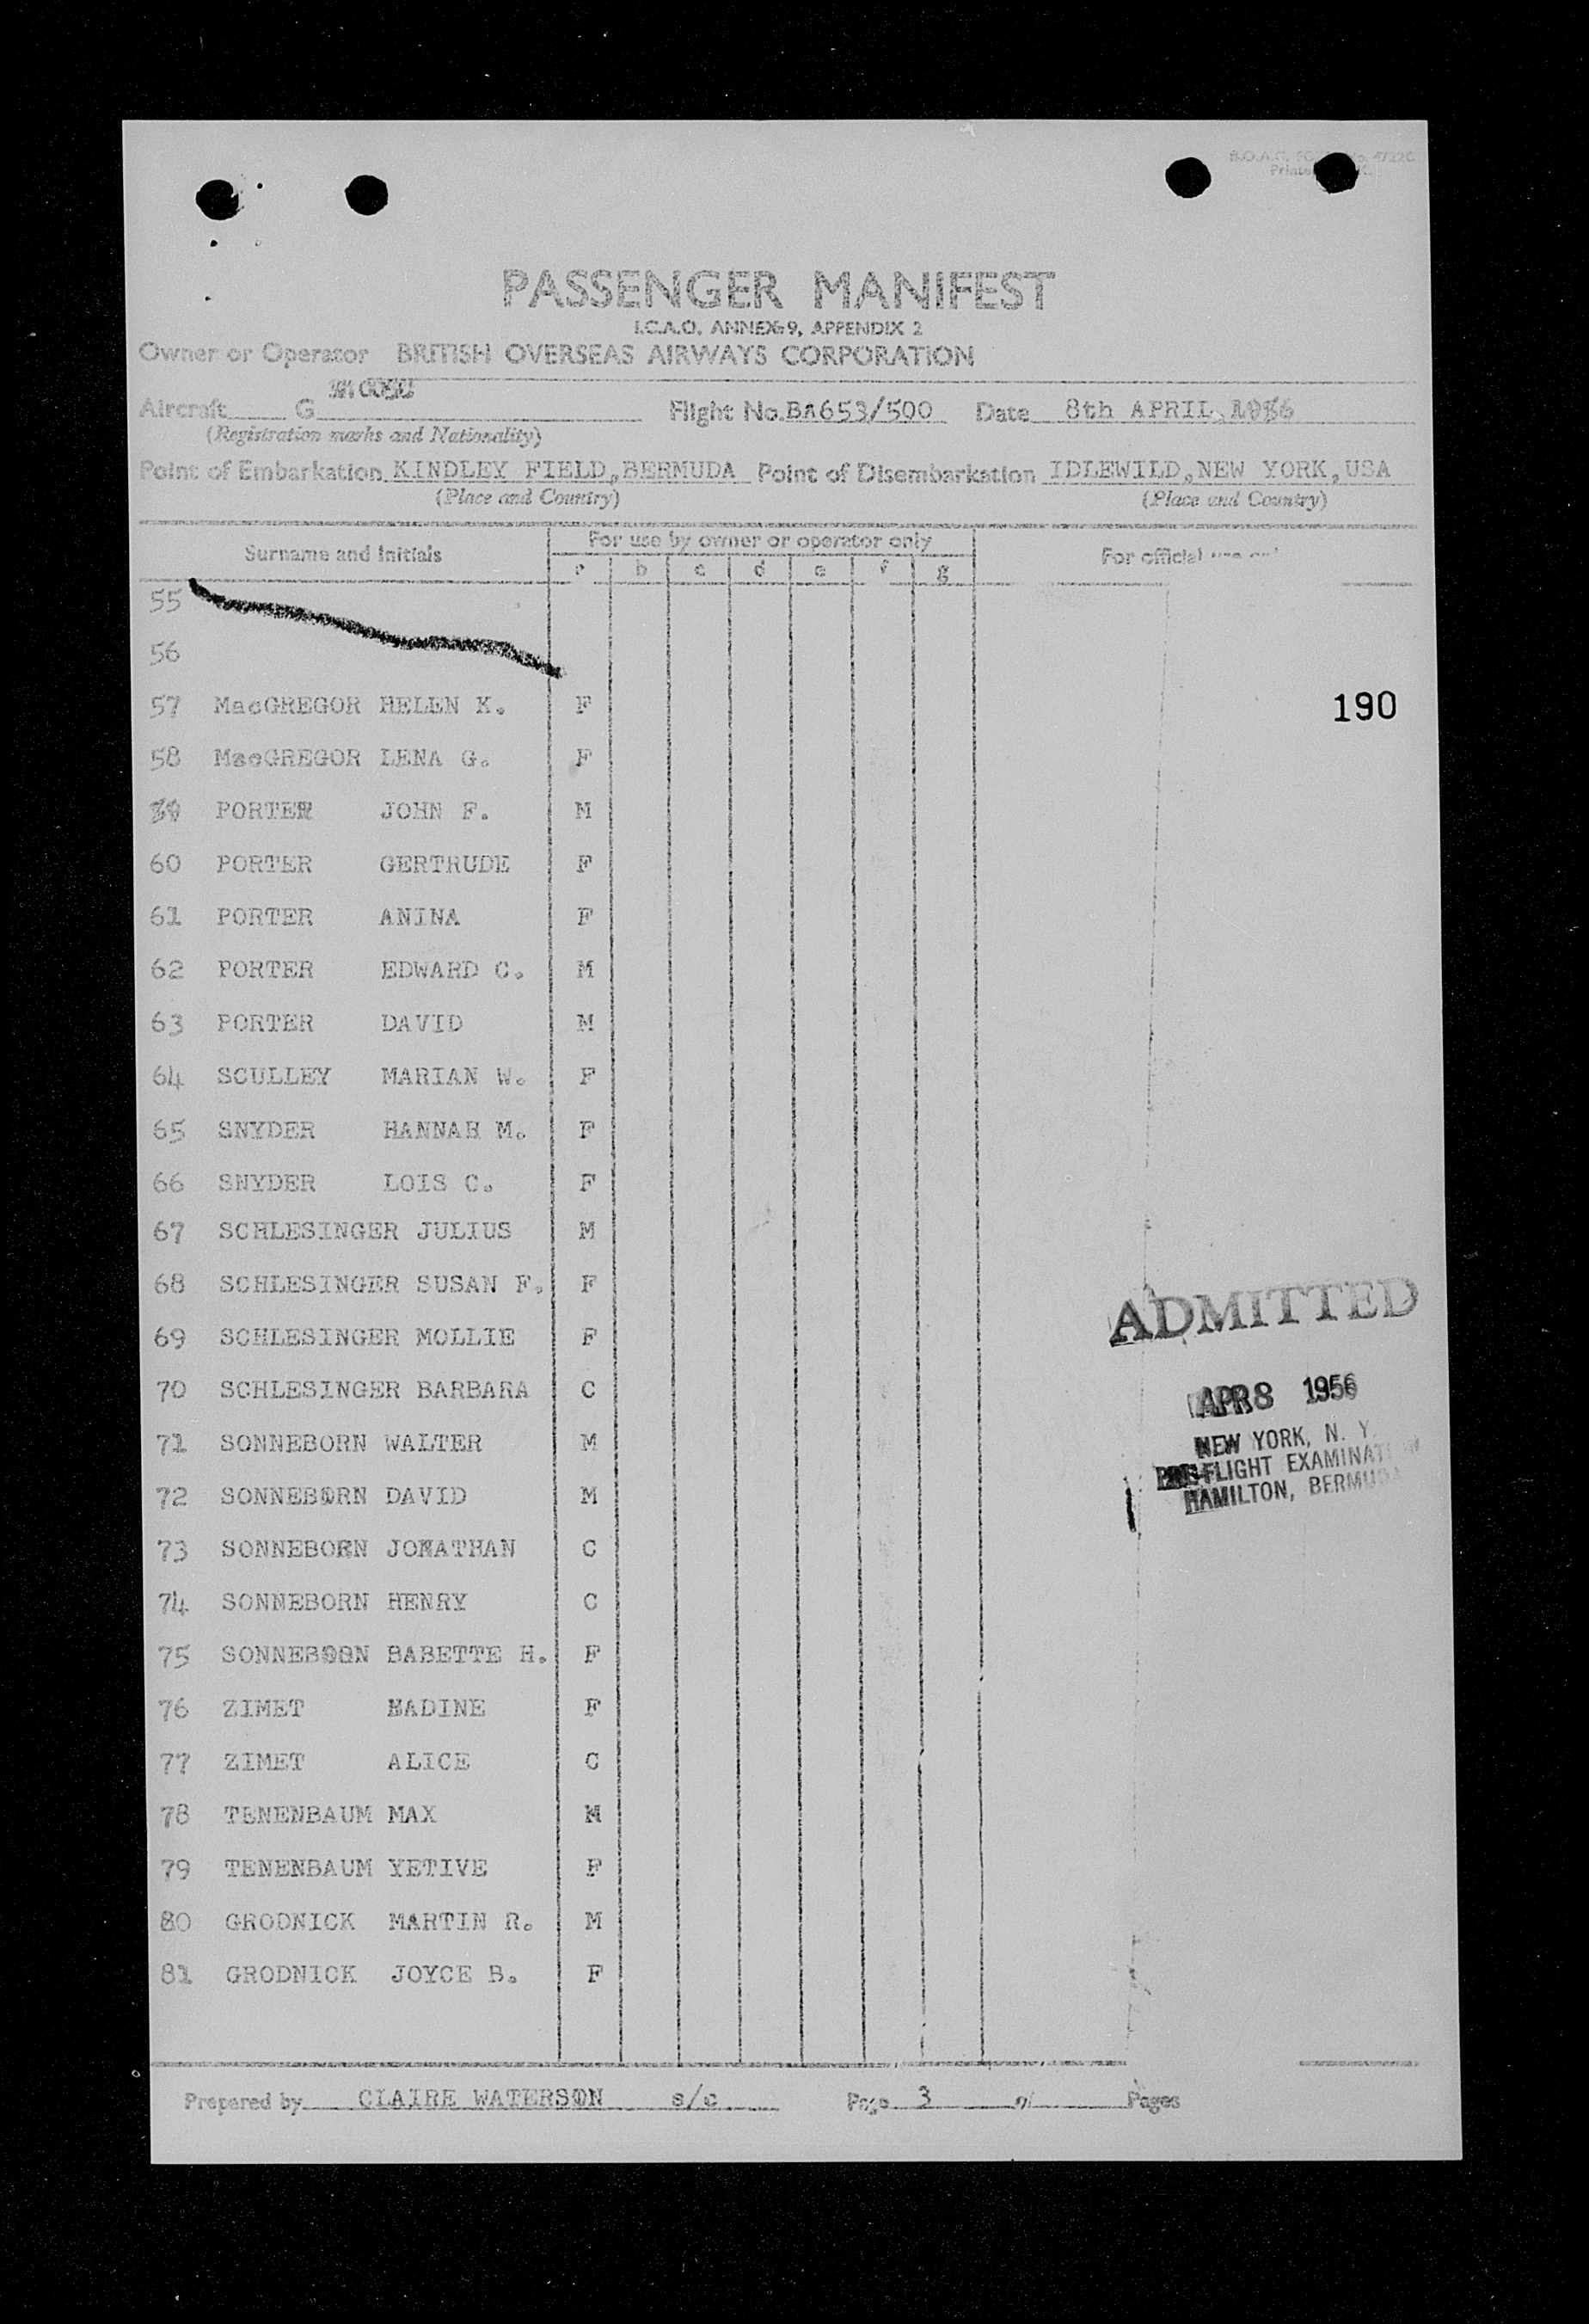 B.O.A.C.
PASSENGER MANIFEST
I.C.A.O. ANNEX-9, APPENDIX 2
Owner or Operator BRITISH OVERSEAS AIRWAYS CORPORATION
Aircraft G Flight No. BA653/500 Date 8th APRIL, 1956
(Registration marks and Nationality)
Point of Embarkation KINDLEY FIELD, BERMUDA Point of Disembarkation IDLEWILD, NEW YORK, USA
(Place and Country) (Place and Country)
Surname and Initials For use by owner or operator only For official use
a b c d e f g
55
56
57 MacGREGOR HELEN K. F
190
58 MacGREGOR LENA G. F
59 PORTER JOHN F. M
60 PORTER GERTRUDE F
61 PORTER ANINA F
62 PORTER EDWARD C. M
63 PORTER DAVID M
64 SCULLEY MARIAN W. F
65 SNYDER HANNAH M. F
66 SNYDER LOIS C. F
67 SCHLESINGER JULIUS M
68 SCHLESINGER SUSAN F. F
69 SCHLESINGER MOLLIE F
70 SCHLESINGER BARBARA C
71 SONNEBORN WALTER M
72 SONNEBORN DAVID M
73 SONNEBORN JONATHAN C
74 SONNEBORN HENRY C
75 SONNEBORN BABETTE H. F
76 ZIMET NADINE F
77 ZIMET ALICE C
78 TENENBAUM MAX M
79 TENENBAUM YETIVE F
80 GRODNICK MARTIN R. M
81 GRODNICK JOYCE B. F
ADMITTED
APR 8 1956
NEW YORK, N. Y.
PRE-FLIGHT EXAMINATION
HAMILTON, BERMUDA
Prepared by CLAIRE WATERSON s/c Page 3 of Pages